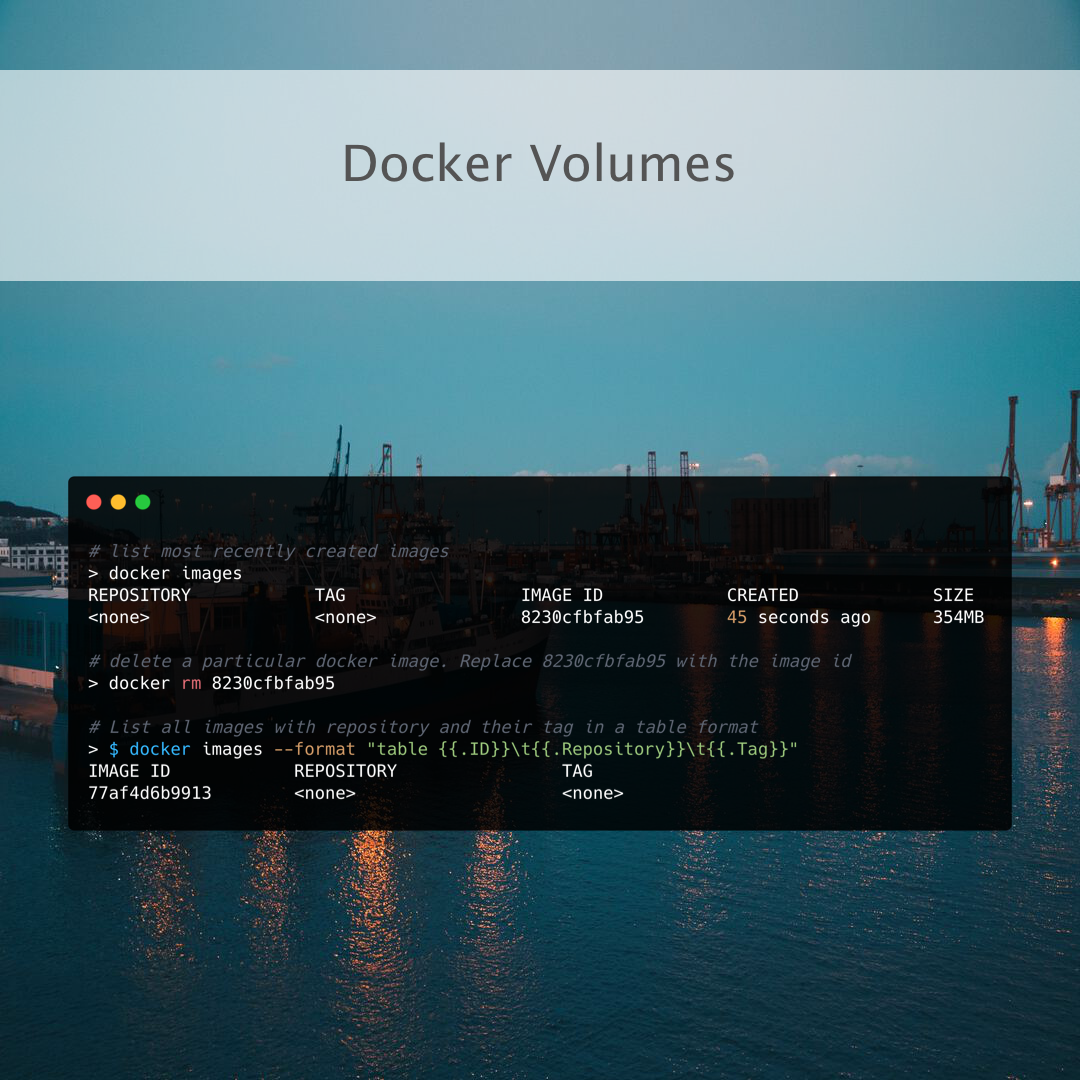 Docker Volumes
# list most recently created images
> docker images
REPOSITORY TAG IMAGE ID CREATED SIZE
<none> <none> 8230cfbfab95 45 seconds ago 354MB
# delete a particular docker image. Replace 8230cfbfab95 with the image id
> docker rm 8230cfbfab95
# List all images with repository and their tag in a table format
> $ docker images --format "table {{.ID}}\t{{.Repository}}\t{{.Tag}}"
IMAGE ID REPOSITORY TAG
77af4d6b9913 <none> <none>